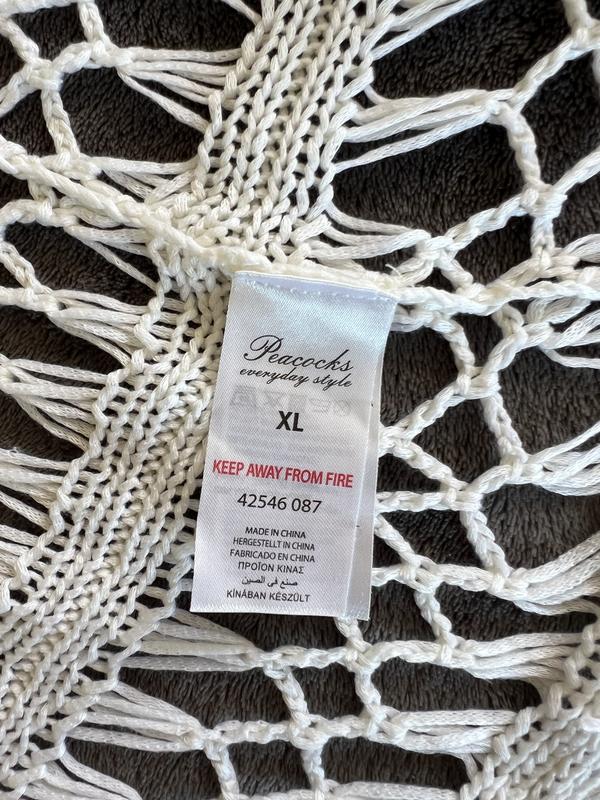 Peacocks
everyday style
XL
KEEP AWAY FROM FIRE
42546 087
MADE IN CHINA
HERGESTELLT IN CHINA
FABRICADO EN CHINA
ΠΡΟΪΟΝ ΚΙΝΑΣ
صنع في الصين
KÍNÁBAN KÉSZÜLT